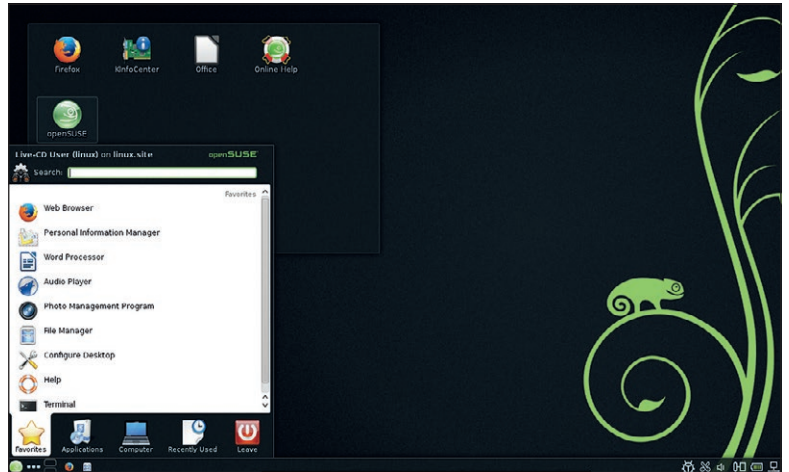 Firefox
KInfoCenter
Office
Online Help
openSUSE
Live-CD User (linux) on linux.site
openSUSE
Search:
Favorites
Web Browser
Personal Information Manager
Word Processor
Audio Player
Photo Management Program
File Manager
Configure Desktop
Help
Terminal
Favorites
Applications
Computer
Recently Used
Leave